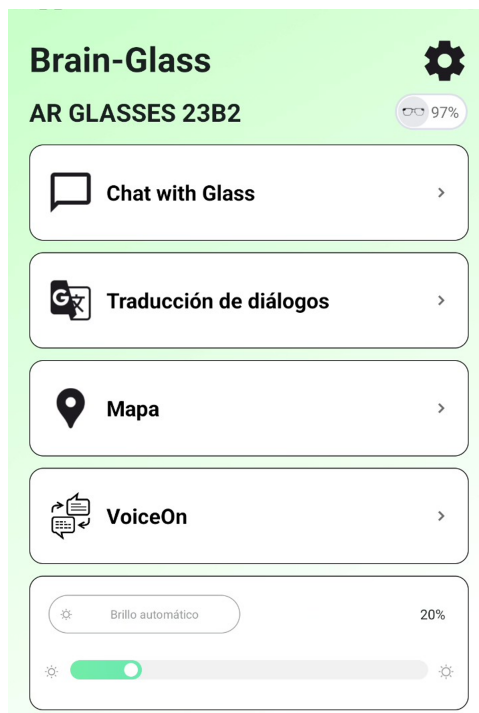 Brain-Glass
AR GLASSES 23B2
97%
Chat with Glass
G
Traducción de diálogos
Mapa
VoiceOn
Brillo automático
20%